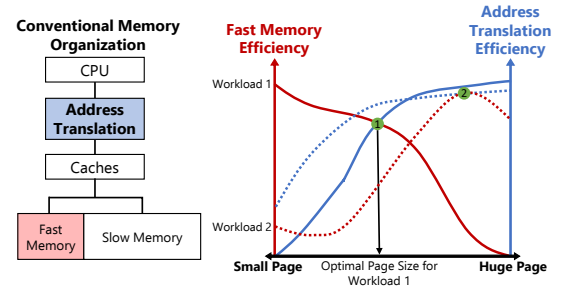 Conventional Memory
Organization
CPU
Address
Translation
Caches
Fast
Memory
Slow Memory
Fast Memory
Efficiency
Address
Translation
Efficiency
Workload 1
1
2
Workload 2
Small Page
Optimal Page Size for
Workload 1
Huge Page